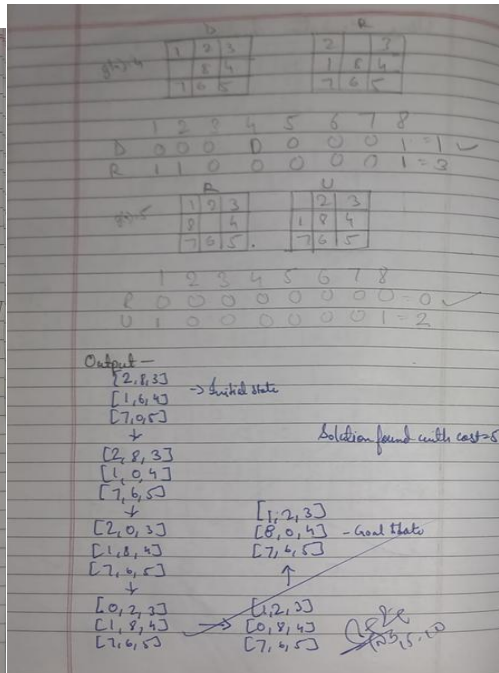 D R
g(n)=4
1 2 3 2 3
8 4 1 8 4
1 6 5 7 6 5
1 2 3 4 5 6 7 8
D 0 0 0 D 0 0 0 1 = 1 ✓
R 1 1 0 0 0 0 0 1 = 3
R U
1 2 3 2 3
8 4 1 8 4
7 6 5 . 7 6 5
1 2 3 4 5 6 7 8
R 0 0 0 0 0 0 0 0 = 0 ✓
U 1 0 0 0 0 0 0 1 = 2
Output —
[2,8,3]
[1,6,4] → Initial state
[7,0,5]
↓
Solution found with cost=5
[2,8,3]
[1,0,4]
[7,6,5]
↓
[2,0,3]
[1,8,4]
[7,6,5]
↓
[0,2,3]
[1,8,4] →
[7,6,5]
[1,2,3]
[0,8,4]
[7,6,5]
↑
[1,2,3]
[8,0,4] - Goal State
[7,6,5]